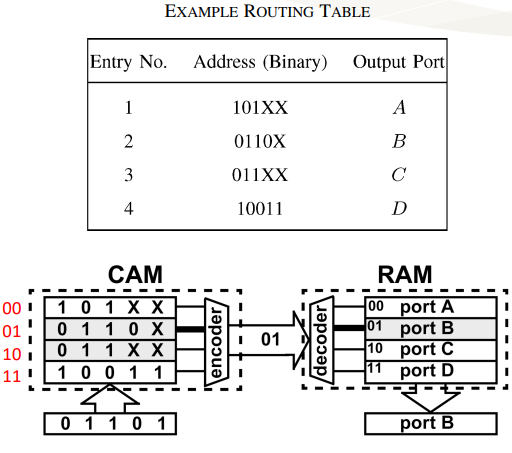 EXAMPLE ROUTING TABLE
Entry No. Address (Binary) Output Port
1 101XX A
2 0110X B
3 011XX C
4 10011 D
CAM RAM
00 1 0 1 X X 00 port A
01 0 1 1 0 X 01 port B
10 0 1 1 X X 10 port C
11 1 0 0 1 1 11 port D
encoder
01
decoder
0 1 1 0 1 port B